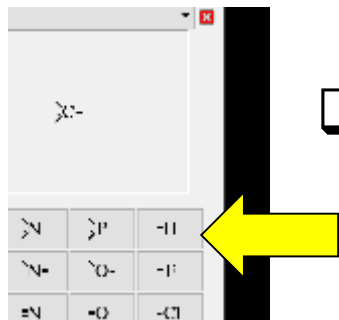 >C-
>N >P -H
>N- >O- -F
=N =O -Cl